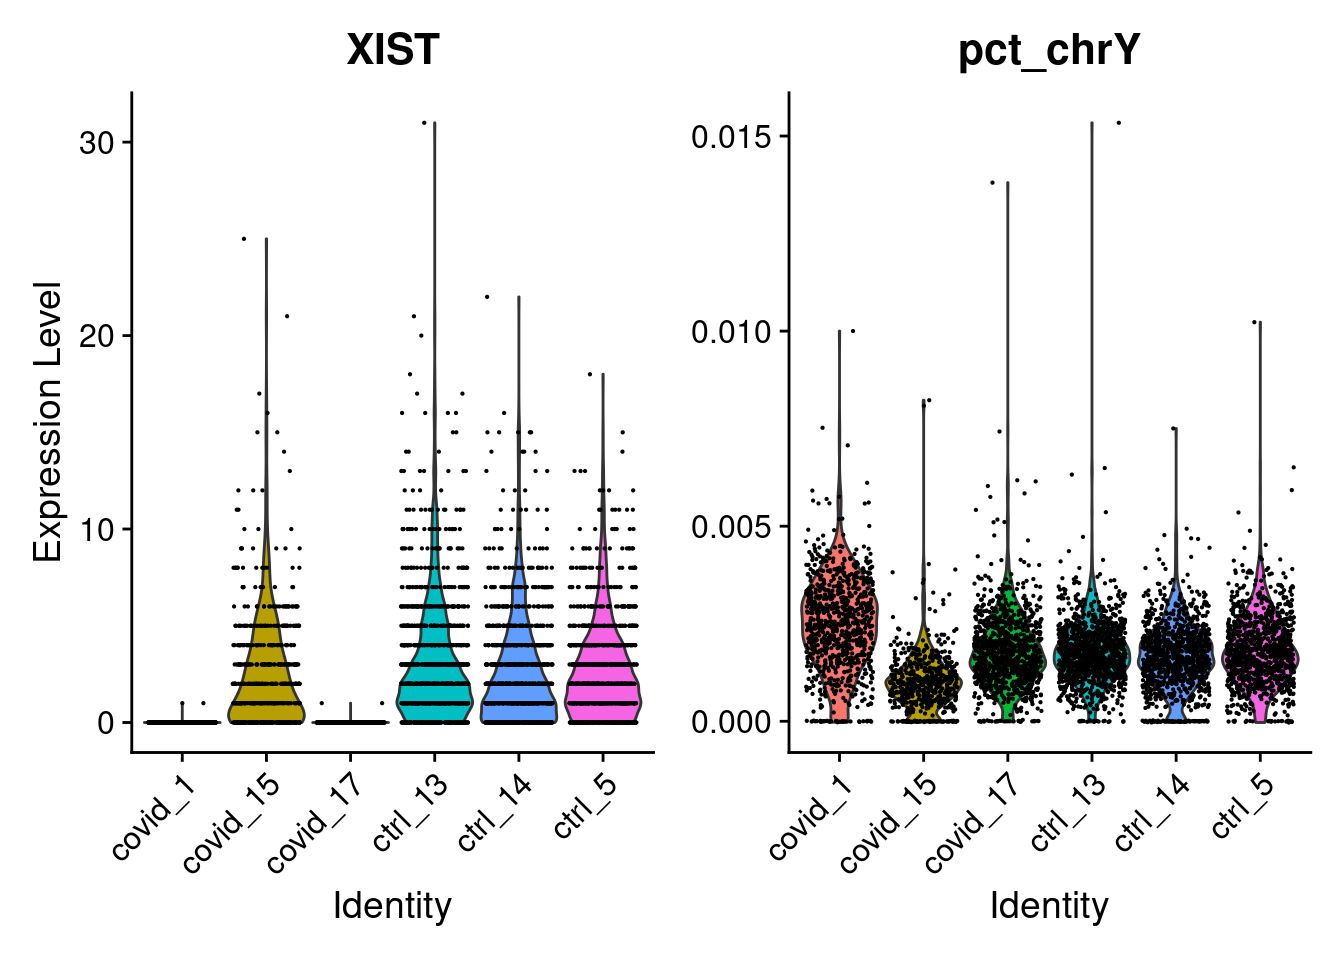 XIST
Expression Level
30
20
10
0
covid_1
covid_15
covid_17
ctrl_13
ctrl_14
ctrl_5
Identity
pct_chrY
0.015
0.010
0.005
0.000
covid_1
covid_15
covid_17
ctrl_13
ctrl_14
ctrl_5
Identity